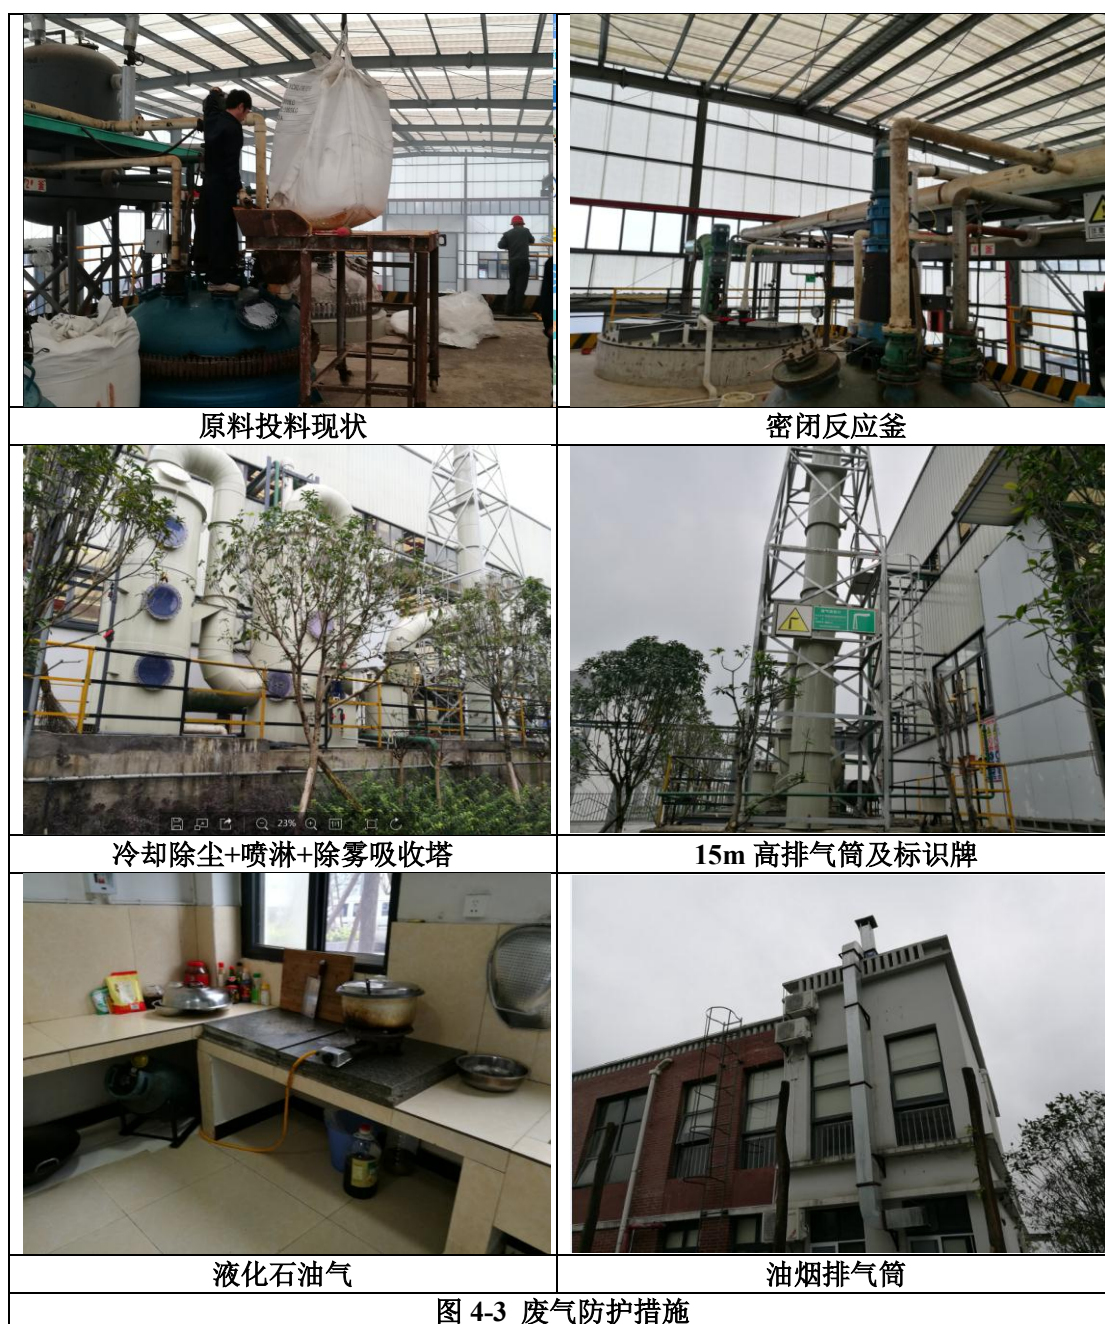 原料投料现状
密闭反应釜
23%
冷却除尘+喷淋+除雾吸收塔
15m 高排气筒及标识牌
液化石油气
油烟排气筒
图 4-3 废气防护措施